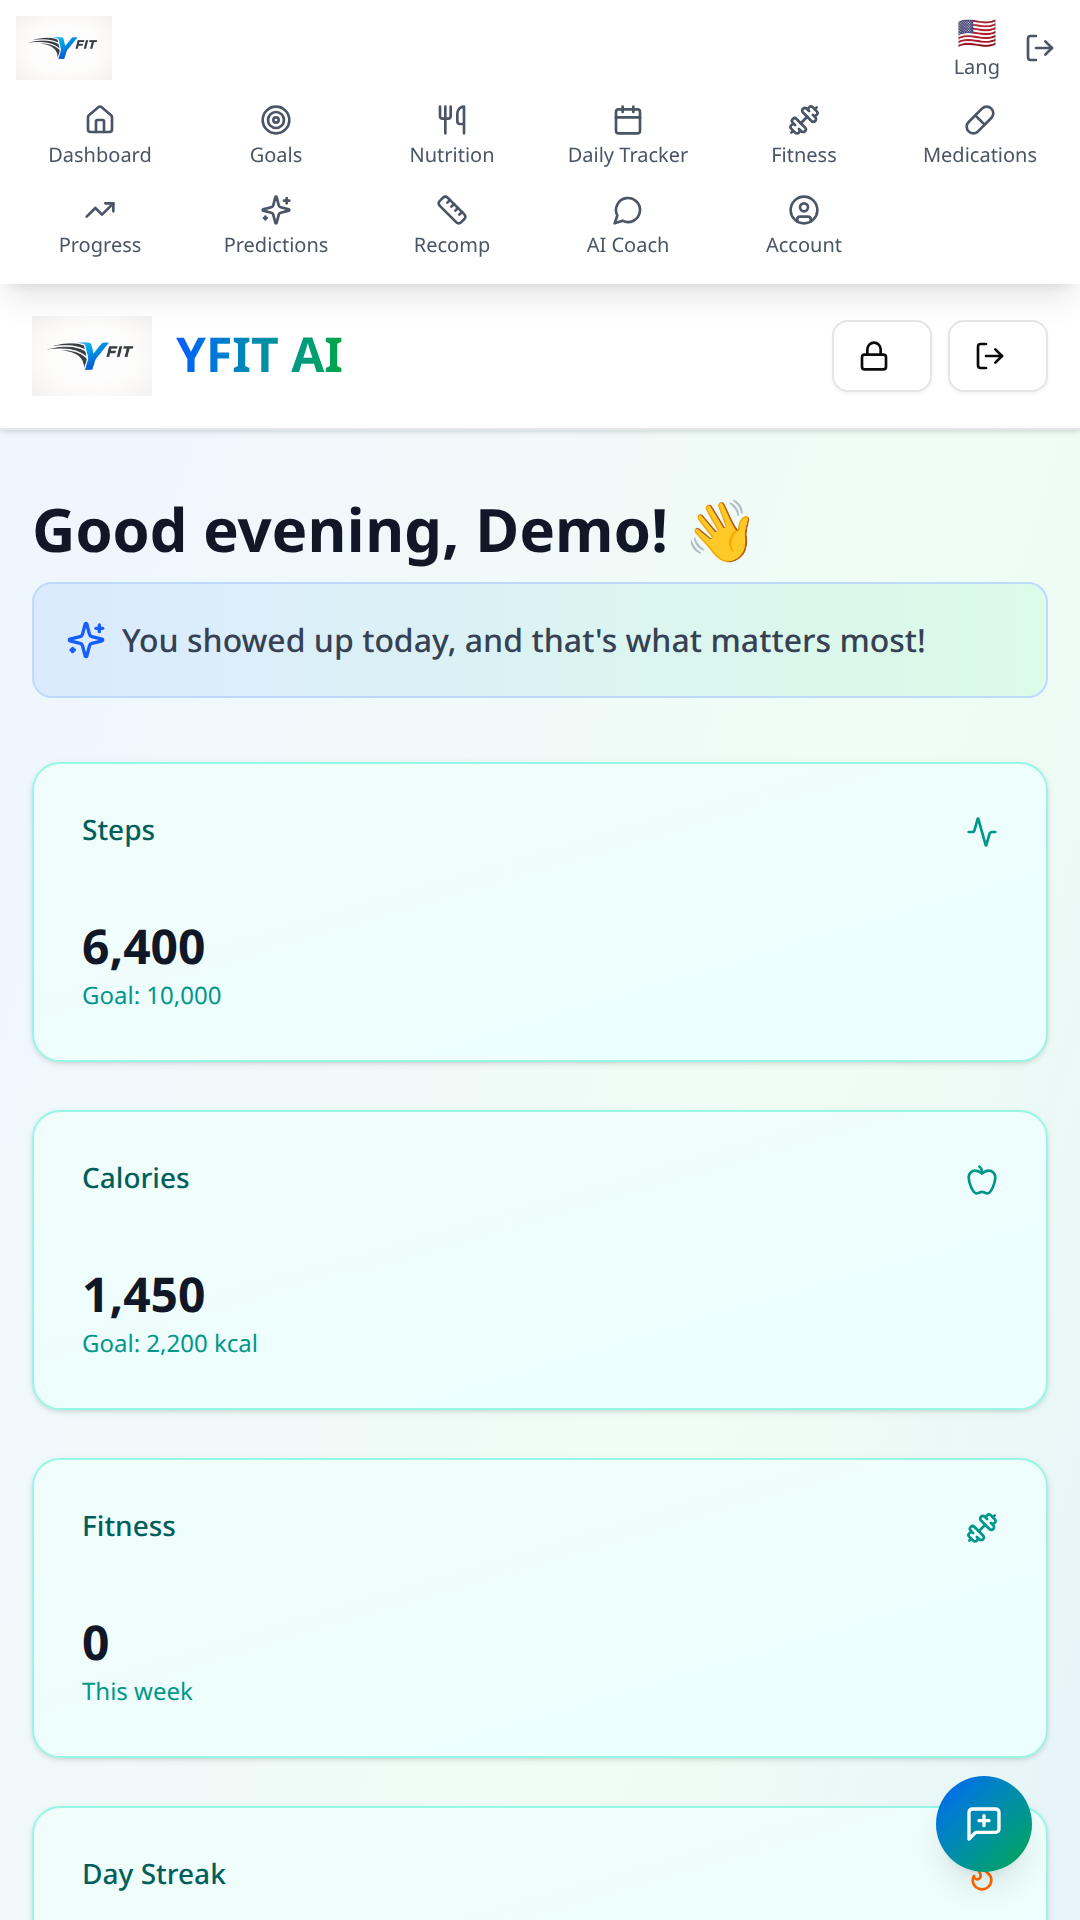 YFIT
Lang
Dashboard
Goals
Nutrition
Daily Tracker
Fitness
Medications
Progress
Predictions
Recomp
AI Coach
Account
YFIT
YFIT AI
Good evening, Demo! 👋
You showed up today, and that's what matters most!
Steps
6,400
Goal: 10,000
Calories
1,450
Goal: 2,200 kcal
Fitness
0
This week
Day Streak